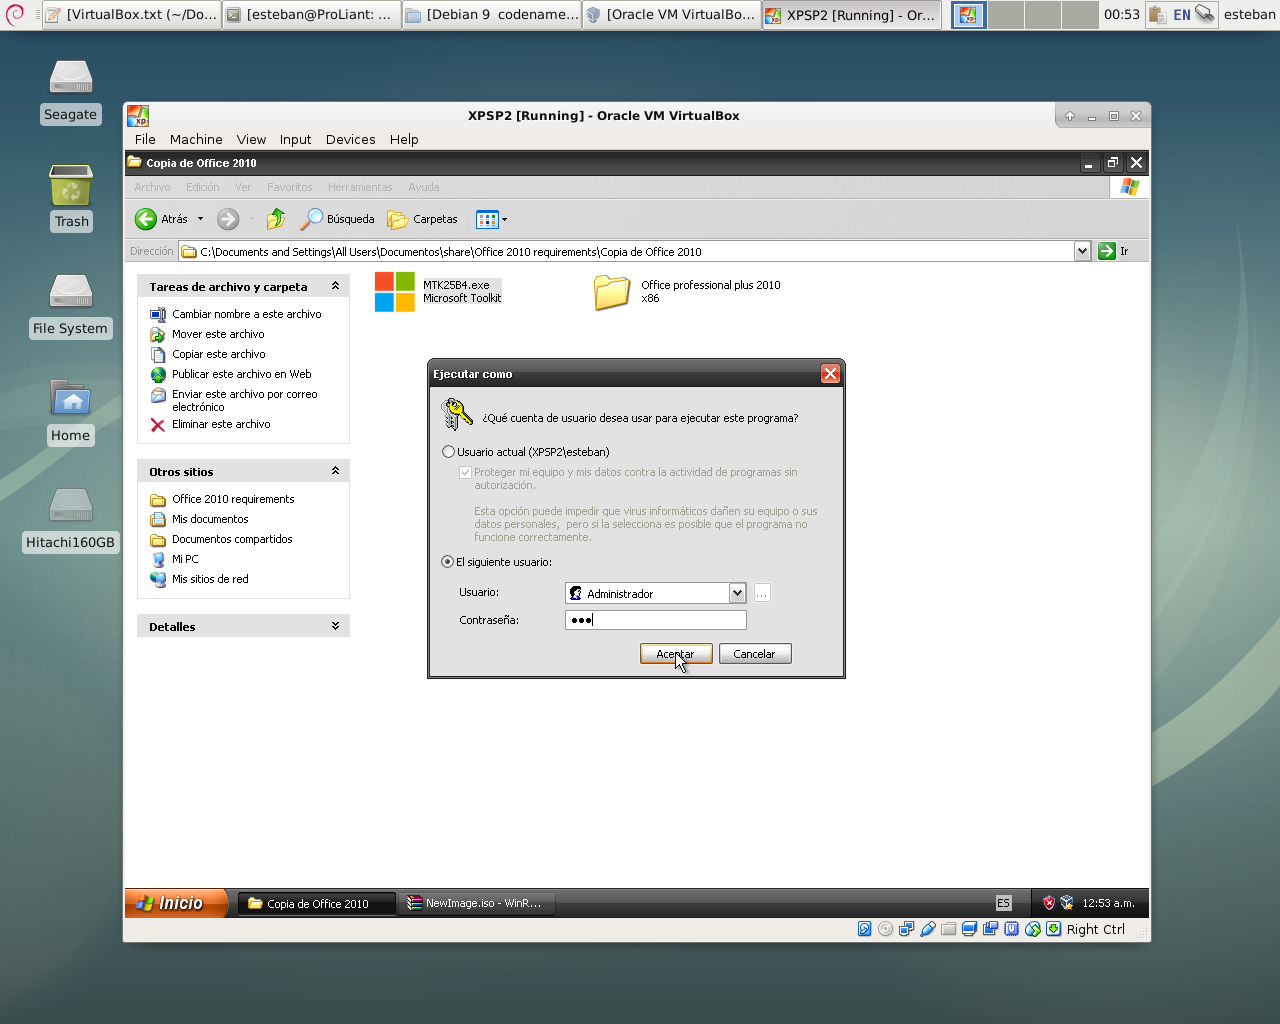 [VirtualBox.txt (~/Do...
[esteban@ProLiant: ...
[Debian 9 codename...
[Oracle VM VirtualBo...
XPSP2 [Running] - Or...
00:53
EN
esteban
Seagate
Trash
File System
Home
Hitachi160GB
XPSP2 [Running] - Oracle VM VirtualBox
File Machine View Input Devices Help
Copia de Office 2010
Archivo Edición Ver Favoritos Herramientas Ayuda
Atrás Búsqueda Carpetas
Dirección C:\Documents and Settings\All Users\Documentos\share\Office 2010 requirements\Copia de Office 2010 Ir
Tareas de archivo y carpeta
Cambiar nombre a este archivo
Mover este archivo
Copiar este archivo
Publicar este archivo en Web
Enviar este archivo por correo
electrónico
Eliminar este archivo
Otros sitios
Office 2010 requirements
Mis documentos
Documentos compartidos
Mi PC
Mis sitios de red
Detalles
MTK25B4.exe
Microsoft Toolkit
Office professional plus 2010
x86
Ejecutar como
¿Qué cuenta de usuario desea usar para ejecutar este programa?
Usuario actual (XPSP2\esteban)
Proteger mi equipo y mis datos contra la actividad de programas sin
autorización.
Esta opción puede impedir que virus informáticos dañen su equipo o sus
datos personales, pero si la selecciona es posible que el programa no
funcione correctamente.
El siguiente usuario:
Usuario: Administrador ...
Contraseña: ●●●
Aceptar Cancelar
Inicio
Copia de Office 2010
NewImage.iso - WinR...
ES
12:53 a.m.
Right Ctrl